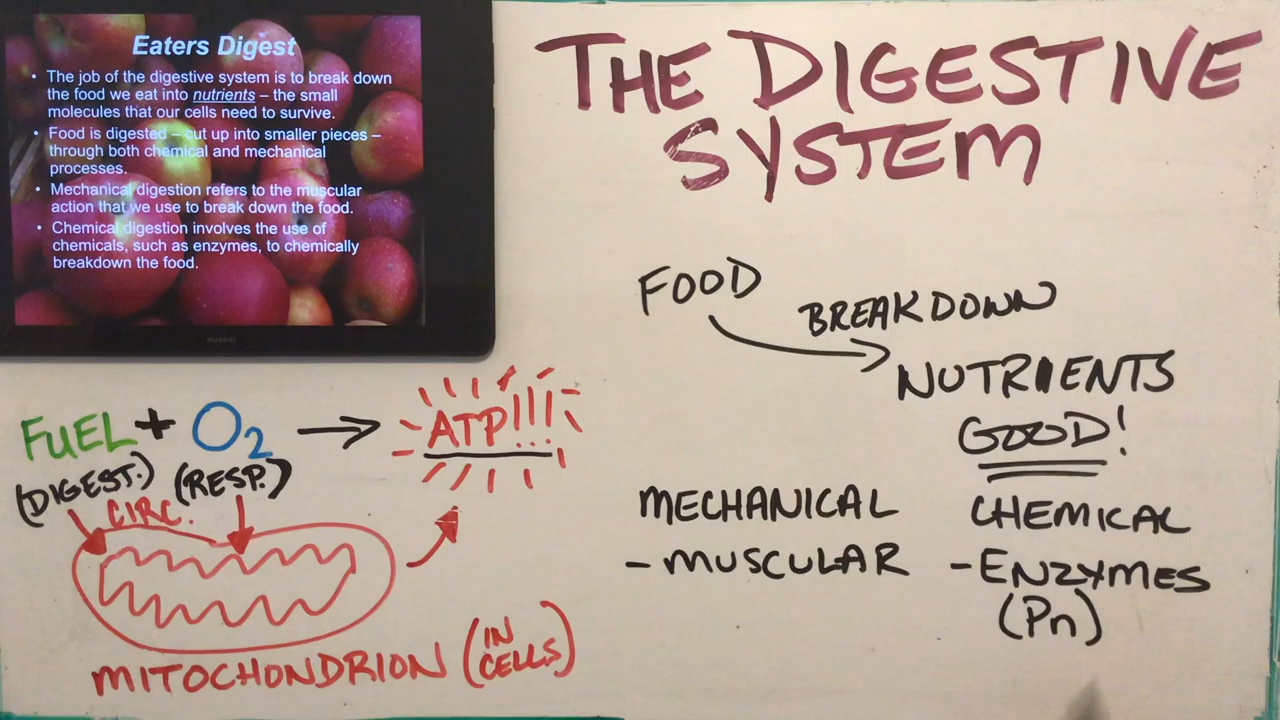 Eaters Digest
• The job of the digestive system is to break down
the food we eat into nutrients – the small
molecules that our cells need to survive.
• Food is digested – cut up into smaller pieces –
through both chemical and mechanical
processes.
• Mechanical digestion refers to the muscular
action that we use to break down the food.
• Chemical digestion involves the use of
chemicals, such as enzymes, to chemically
breakdown the food.
HUAWEI
THE DIGESTIVE
SYSTEM
FOOD
BREAKDOWN
NUTRIENTS
GOOD!
MECHANICAL
- MUSCULAR
CHEMICAL
- ENZYMES
(Pn)
FUEL + O2 → ATP!!!
(DIGEST.) (RESP.)
CIRC.
MITOCHONDRION (IN
CELLS)